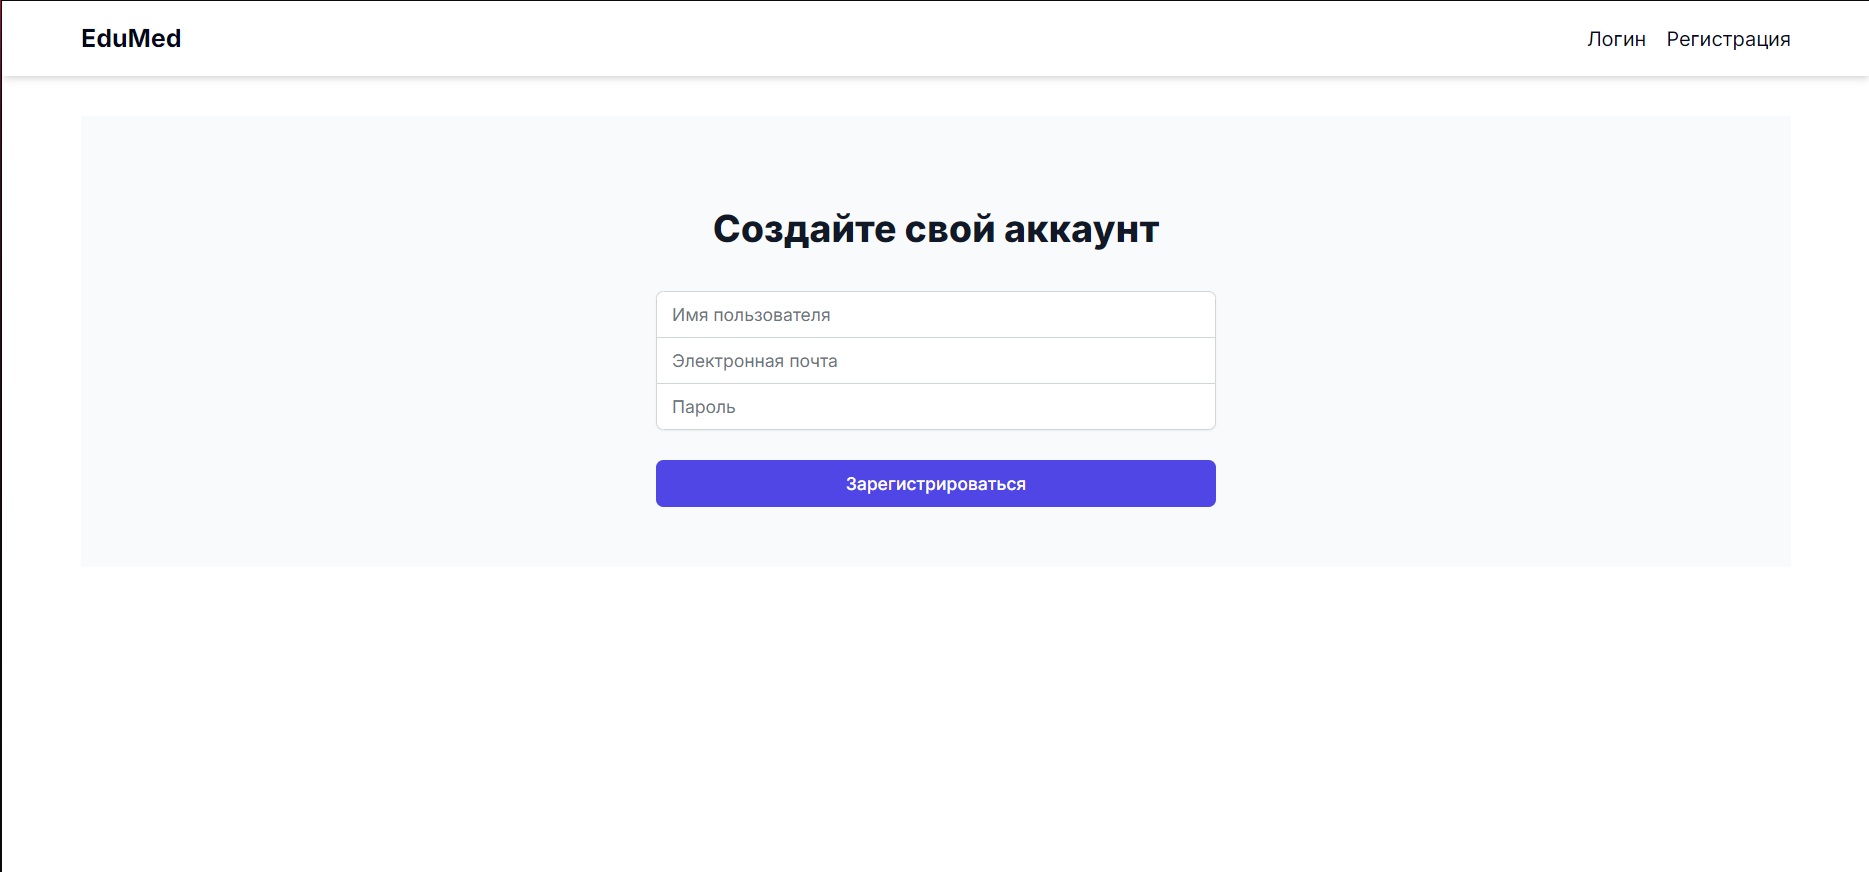 EduMed
Логин Регистрация
Создайте свой аккаунт
Имя пользователя
Электронная почта
Пароль
Зарегистрироваться